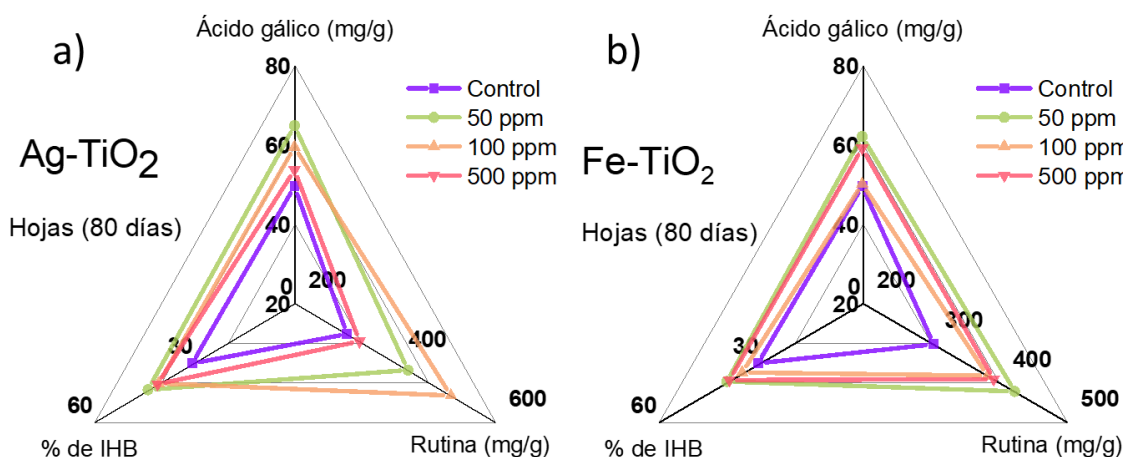 a)
Ácido gálico (mg/g)
80
60
40
20
0
200
400
600
30
60
Control
50 ppm
100 ppm
500 ppm
Ag-TiO2
Hojas (80 días)
% de IHB
Rutina (mg/g)
b)
Ácido gálico (mg/g)
80
60
40
20
0
200
300
400
500
30
60
Control
50 ppm
100 ppm
500 ppm
Fe-TiO2
Hojas (80 días)
% de IHB
Rutina (mg/g)